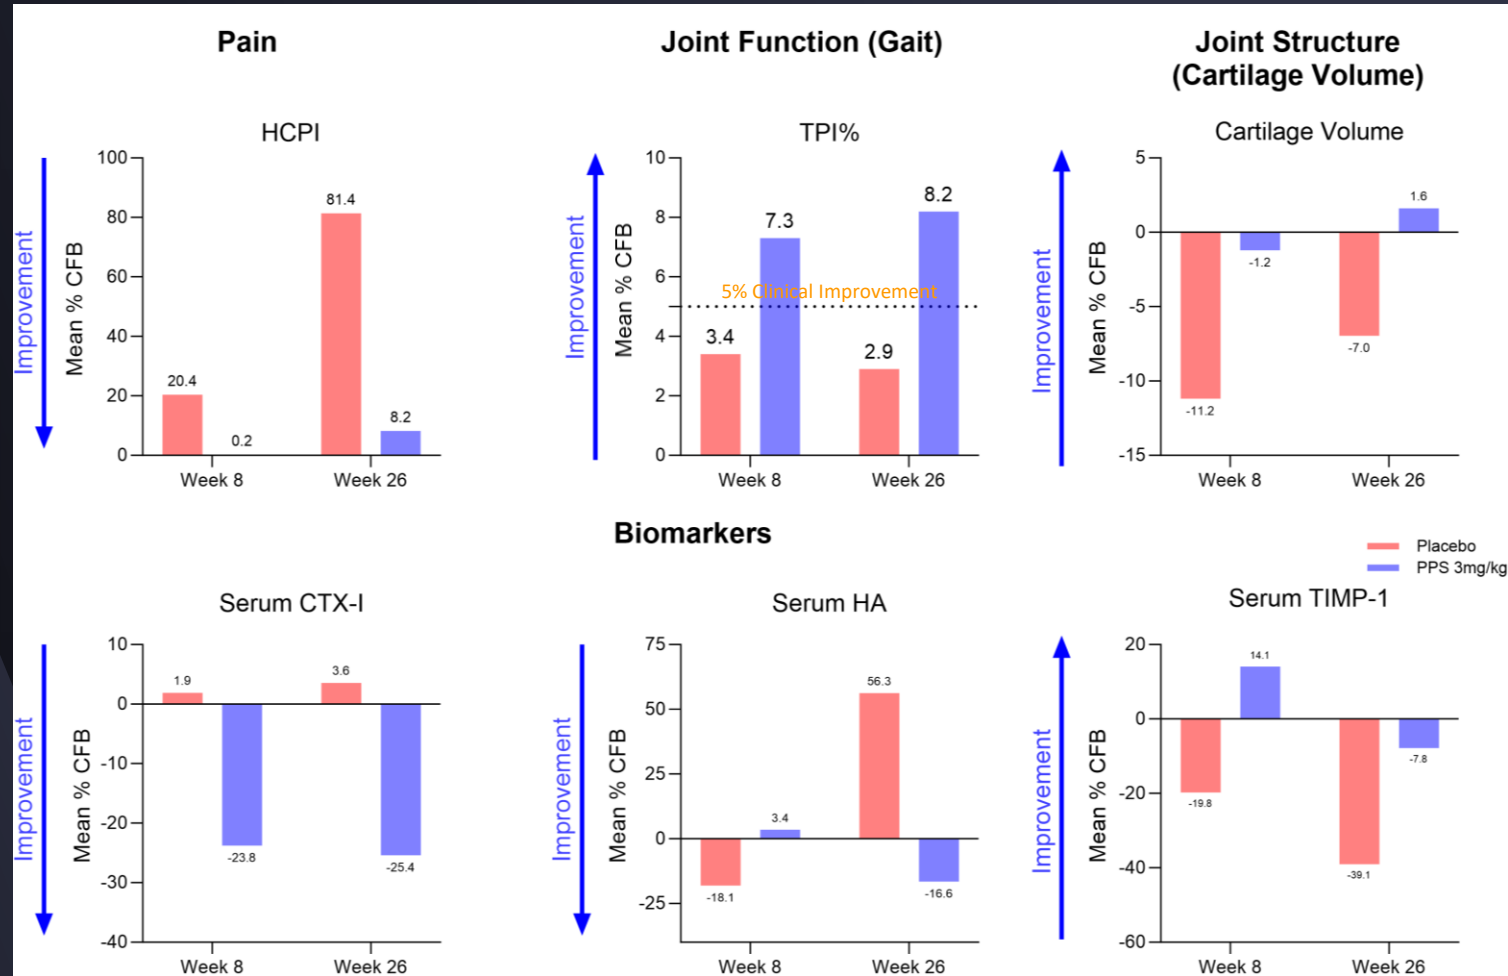 Pain
Joint Function (Gait)
Joint Structure
(Cartilage Volume)
HCPI
Improvement
Mean % CFB
100
80
60
40
20
0
20.4
0.2
81.4
8.2
Week 8
Week 26
TPI%
Improvement
Mean % CFB
10
8
6
4
2
0
5% Clinical Improvement
3.4
7.3
2.9
8.2
Week 8
Week 26
Cartilage Volume
Improvement
Mean % CFB
5
0
-5
-10
-15
-11.2
-1.2
-7.0
1.6
Week 8
Week 26
Biomarkers
Placebo
PPS 3mg/kg
Serum CTX-I
Improvement
Mean % CFB
10
0
-10
-20
-30
-40
1.9
-23.8
3.6
-25.4
Week 8
Week 26
Serum HA
Improvement
Mean % CFB
75
50
25
0
-25
-18.1
3.4
56.3
-16.6
Week 8
Week 26
Serum TIMP-1
Improvement
Mean % CFB
20
0
-20
-40
-60
-19.8
14.1
-39.1
-7.8
Week 8
Week 26